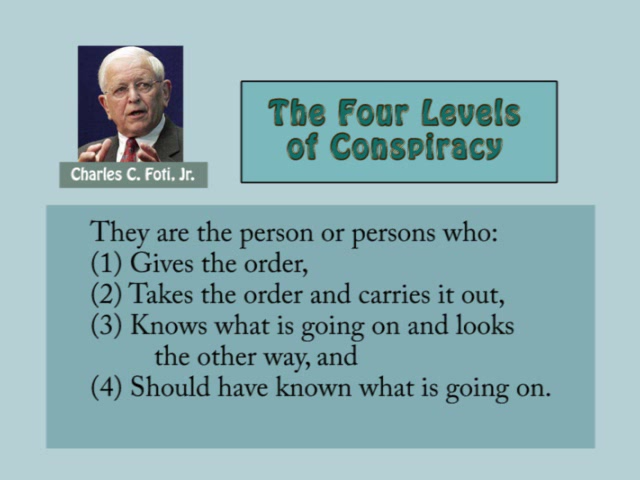 The Four Levels
of Conspiracy
Charles C. Foti, Jr.
They are the person or persons who:
(1) Gives the order,
(2) Takes the order and carries it out,
(3) Knows what is going on and looks
the other way, and
(4) Should have known what is going on.